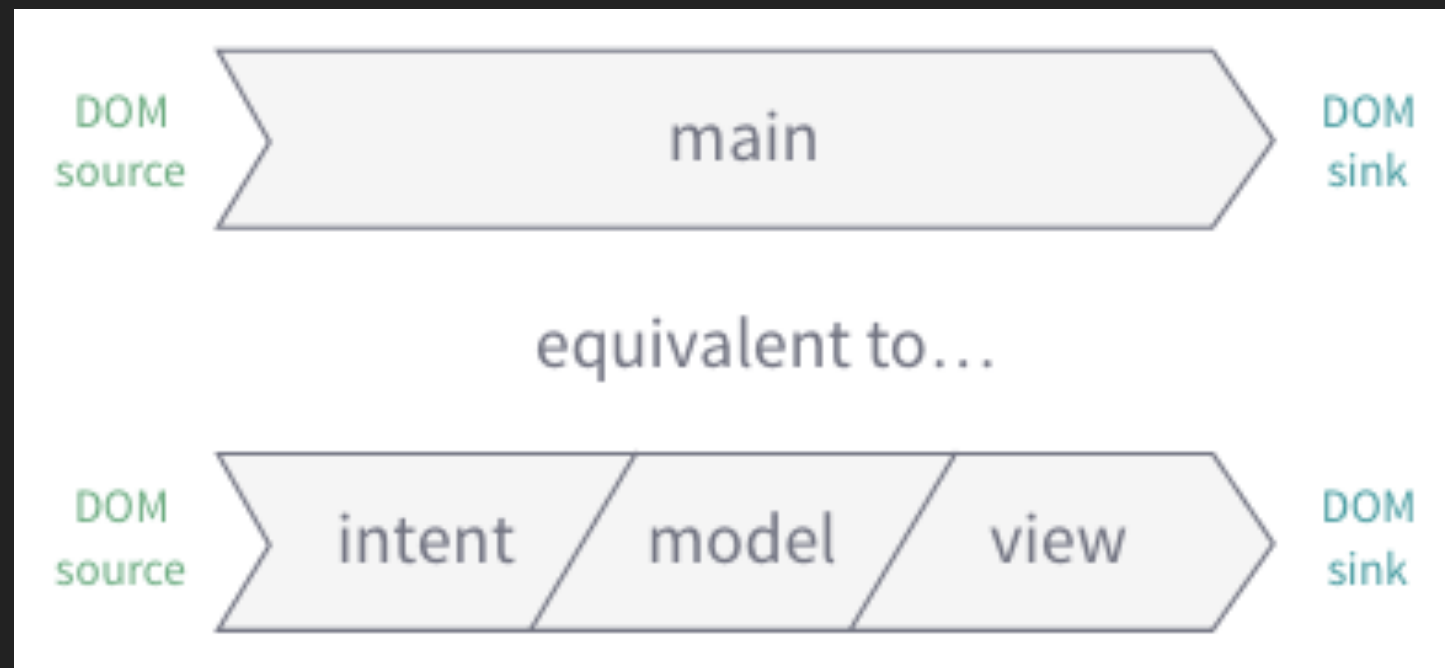 DOM
source
main
DOM
sink
equivalent to...
DOM
source
intent
model
view
DOM
sink